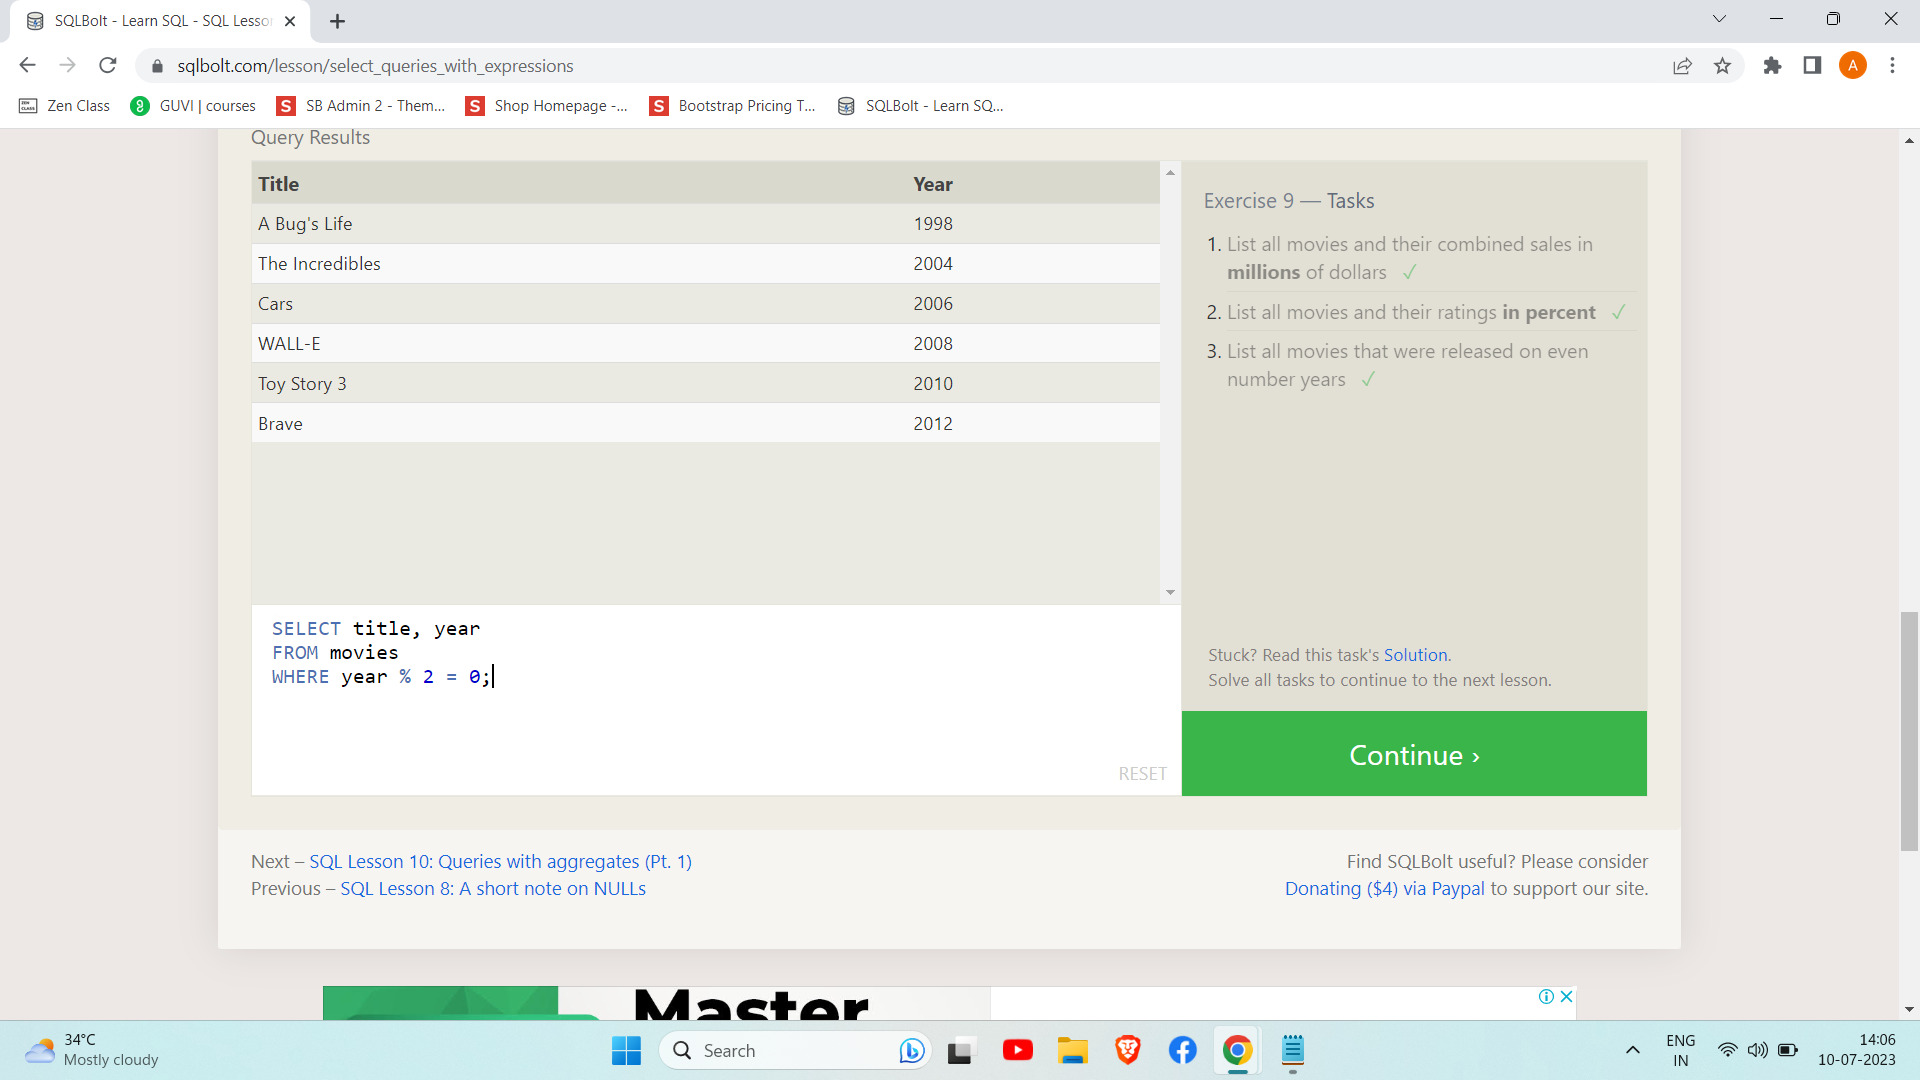 SQLBolt - Learn SQL - SQL Lesso
sqlbolt.com/lesson/select_queries_with_expressions
A
Zen Class
GUVI | courses
SB Admin 2 - Them...
Shop Homepage -...
Bootstrap Pricing T...
SQLBolt - Learn SQ...
Query Results
Title Year
A Bug's Life 1998
The Incredibles 2004
Cars 2006
WALL-E 2008
Toy Story 3 2010
Brave 2012
Exercise 9 — Tasks
1. List all movies and their combined sales in
millions of dollars ✓
2. List all movies and their ratings in percent ✓
3. List all movies that were released on even
number years ✓
SELECT title, year
FROM movies
WHERE year % 2 = 0;
RESET
Stuck? Read this task's Solution.
Solve all tasks to continue to the next lesson.
Continue ›
Next – SQL Lesson 10: Queries with aggregates (Pt. 1)
Previous – SQL Lesson 8: A short note on NULLs
Find SQLBolt useful? Please consider
Donating ($4) via Paypal to support our site.
Master
34°C
Mostly cloudy
Search
ENG
IN
14:06
10-07-2023